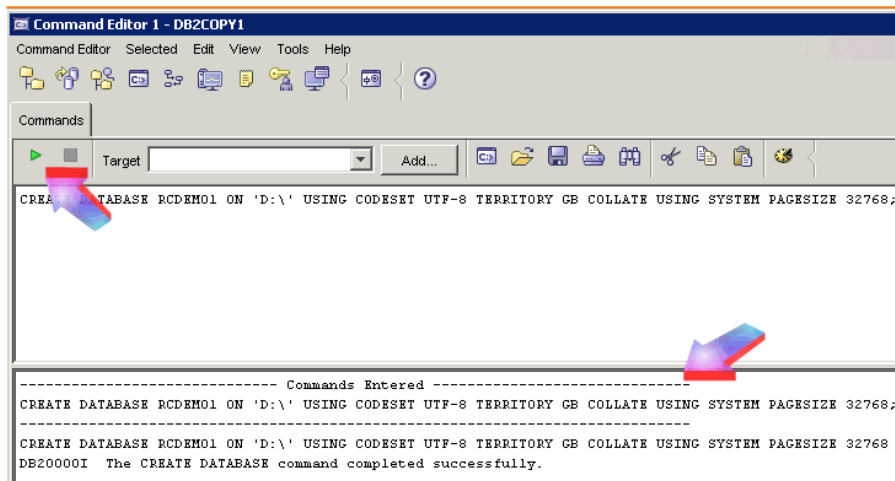 Command Editor 1 - DB2COPY1
Command Editor Selected Edit View Tools Help
Commands
Target Add...
CREATE DATABASE RCDEMO1 ON 'D:\' USING CODESET UTF-8 TERRITORY GB COLLATE USING SYSTEM PAGESIZE 32768;
------------------------------ Commands Entered ------------------------------
CREATE DATABASE RCDEMO1 ON 'D:\' USING CODESET UTF-8 TERRITORY GB COLLATE USING SYSTEM PAGESIZE 32768;
------------------------------------------------------------------------------
CREATE DATABASE RCDEMO1 ON 'D:\' USING CODESET UTF-8 TERRITORY GB COLLATE USING SYSTEM PAGESIZE 32768
DB20000I The CREATE DATABASE command completed successfully.